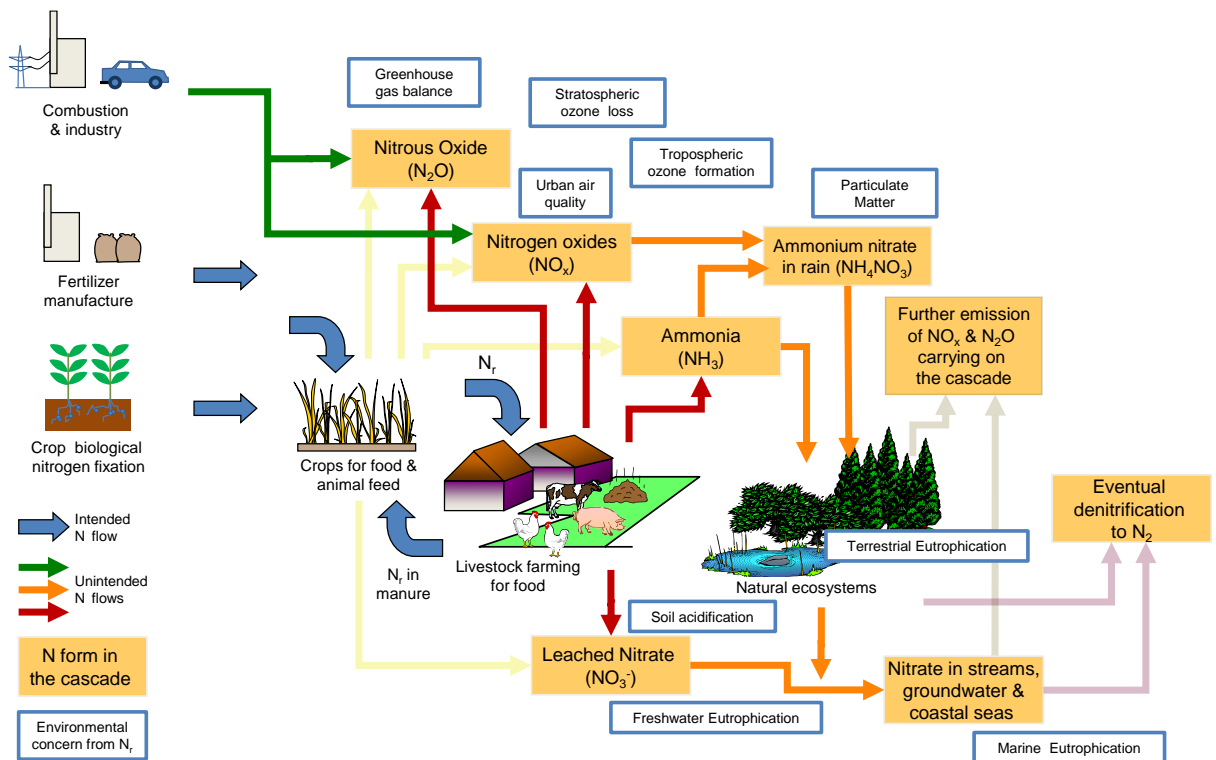 Combustion
& industry
Greenhouse
gas balance
Stratospheric
ozone loss
Nitrous Oxide
(N₂O)
Tropospheric
ozone formation
Urban air
quality
Particulate
Matter
Fertilizer
manufacture
Nitrogen oxides
(NOₓ)
Ammonium nitrate
in rain (NH₄NO₃)
Ammonia
(NH₃)
Further emission
of NOₓ & N₂O
carrying on
the cascade
Nᵣ
Crop biological
nitrogen fixation
Crops for food &
animal feed
Livestock farming
for food
Nᵣ in
manure
Terrestrial Eutrophication
Natural ecosystems
Eventual
denitrification
to N₂
Intended
N flow
Unintended
N flows
Soil acidification
N form in
the cascade
Leached Nitrate
(NO₃⁻)
Nitrate in streams,
groundwater &
coastal seas
Freshwater Eutrophication
Environmental
concern from Nᵣ
Marine Eutrophication